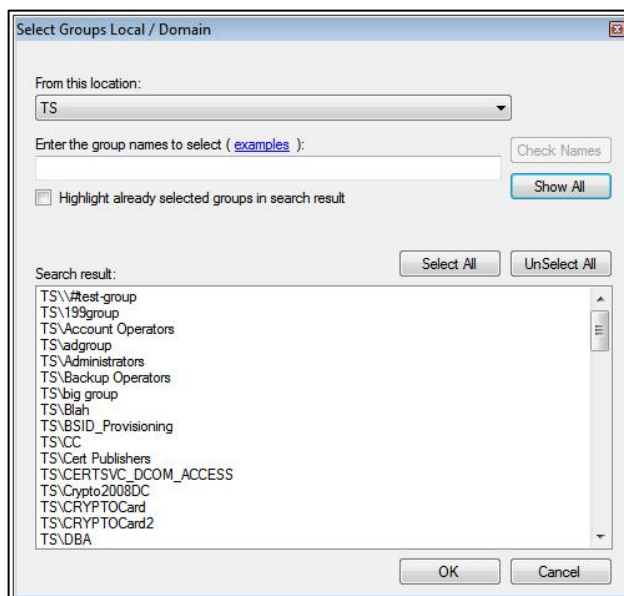 Select Groups Local / Domain
From this location:
TS
Enter the group names to select ( examples ):
Check Names
Highlight already selected groups in search result
Show All
Select All
UnSelect All
Search result:
TS\\#test-group
TS\199group
TS\Account Operators
TS\adgroup
TS\Administrators
TS\Backup Operators
TS\big group
TS\Blah
TS\BSID_Provisioning
TS\CC
TS\Cert Publishers
TS\CERTSVC_DCOM_ACCESS
TS\Crypto2008DC
TS\CRYPTOCard
TS\CRYPTOCard2
TS\DBA
OK
Cancel